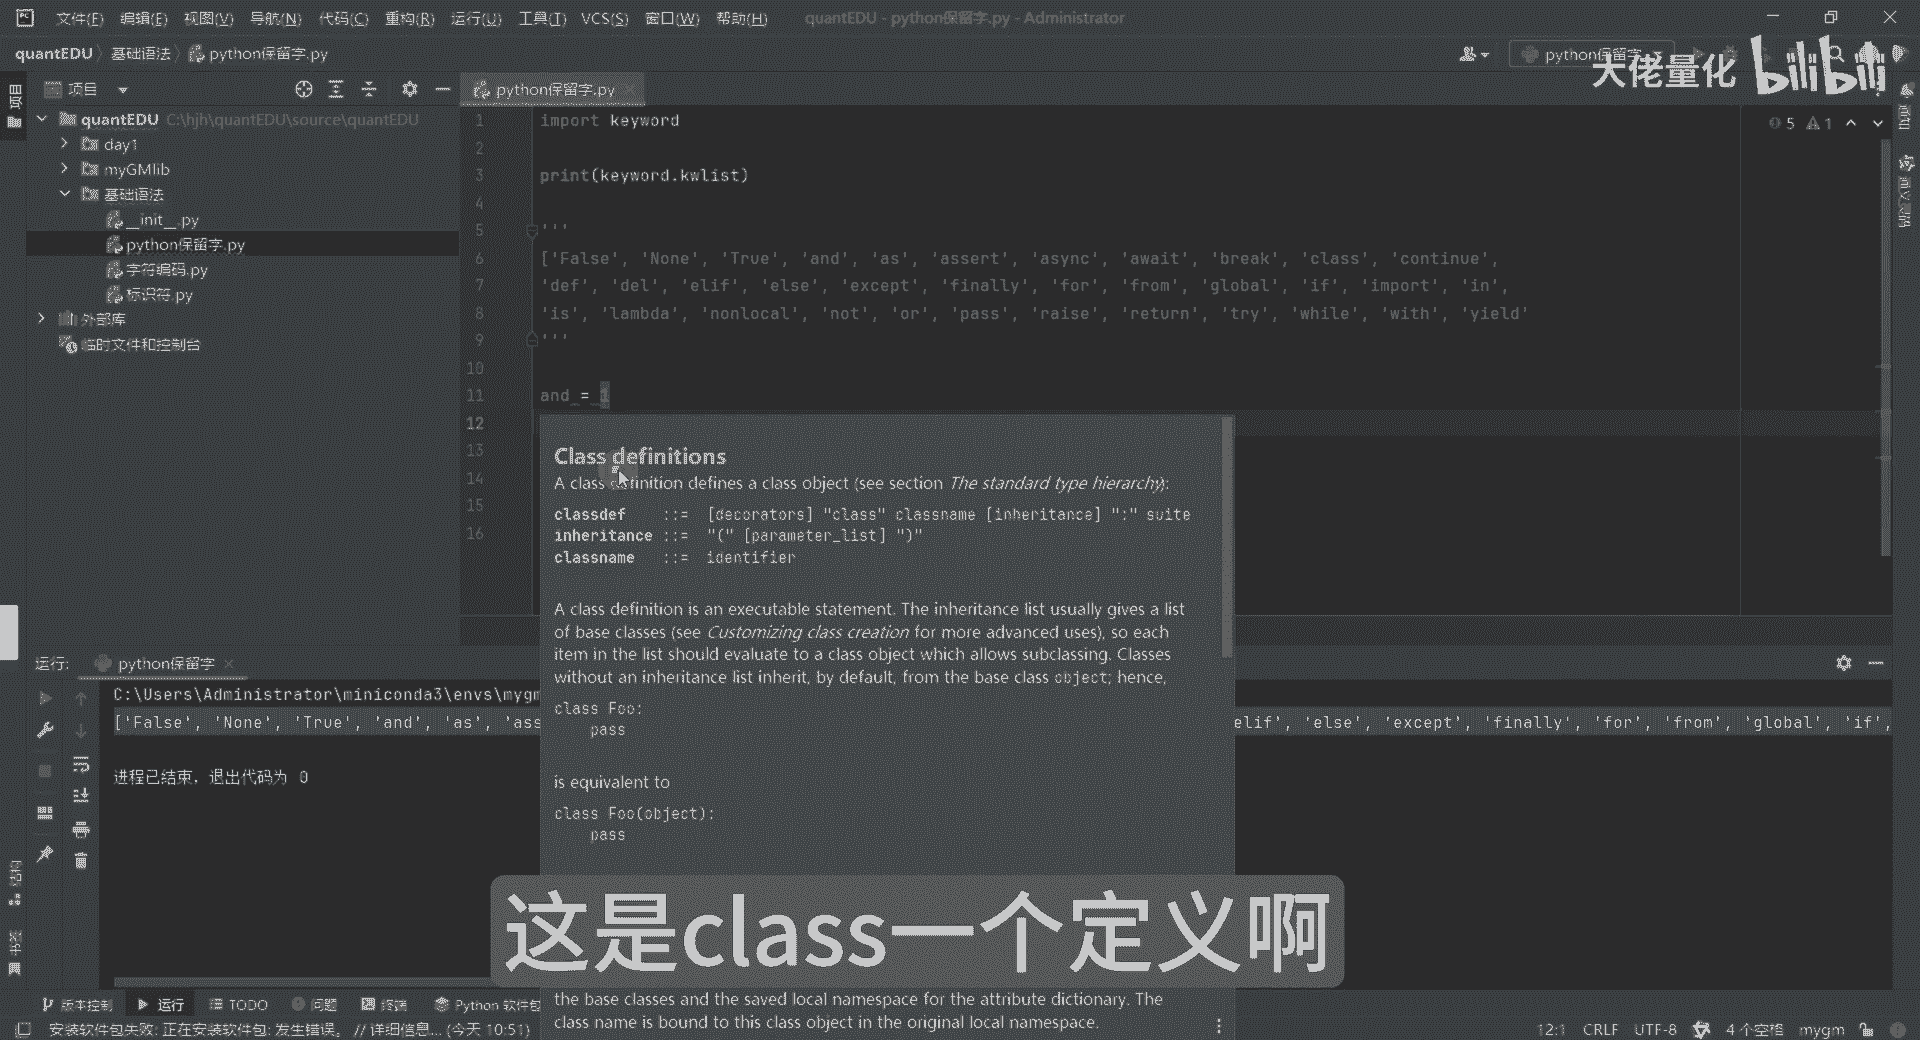 文件(F) 编辑(E) 视图(V) 导航(N) 代码(C) 重构(R) 运行(U) 工具(T) VCS(S) 窗口(W) 帮助(H) quantEDU - python保留字.py - Administrator
quantEDU 基础语法 python保留字.py
python保留字
大佬量化 bilibili
项目
python保留字.py
quantEDU C:\hjh\quantEDU\source\quantEDU
day1
myGMlib
基础语法
__init__.py
python保留字.py
字符编码.py
标识符.py
外部库
临时文件和控制台
5 1
1 import keyword
2
3 print(keyword.kwlist)
4
5 '''
6 ['False', 'None', 'True', 'and', 'as', 'assert', 'async', 'await', 'break', 'class', 'continue',
7 'def', 'del', 'elif', 'else', 'except', 'finally', 'for', 'from', 'global', 'if', 'import', 'in',
8 'is', 'lambda', 'nonlocal', 'not', 'or', 'pass', 'raise', 'return', 'try', 'while', 'with', 'yield'
9 '''
10
11 and = 1
12
13
14
15
16
Class definitions
A class definition defines a class object (see section The standard type hierarchy):
classdef ::= [decorators] "class" classname [inheritance] ":" suite
inheritance ::= "(" [parameter_list] ")"
classname ::= identifier
A class definition is an executable statement. The inheritance list usually gives a list
of base classes (see Customizing class creation for more advanced uses), so each
item in the list should evaluate to a class object which allows subclassing. Classes
without an inheritance list inherit, by default, from the base class object; hence,
class Foo:
pass
is equivalent to
class Foo(object):
pass
the base classes and the saved local namespace for the attribute dictionary. The
class name is bound to this class object in the original local namespace.
运行: python保留字
C:\Users\Administrator\miniconda3\envs\mygm
['False', 'None', 'True', 'and', 'as', 'ass
elif', 'else', 'except', 'finally', 'for', 'from', 'global', 'if',
进程已结束，退出代码为 0
这是class一个定义啊
结构
书签
版本控制 运行 TODO 问题 终端 Python 软件包
安装软件包失败: 正在安装软件包: 发生错误。 // 详细信息... (今天 10:51)
12:1 CRLF UTF-8 4 个空格 mygm